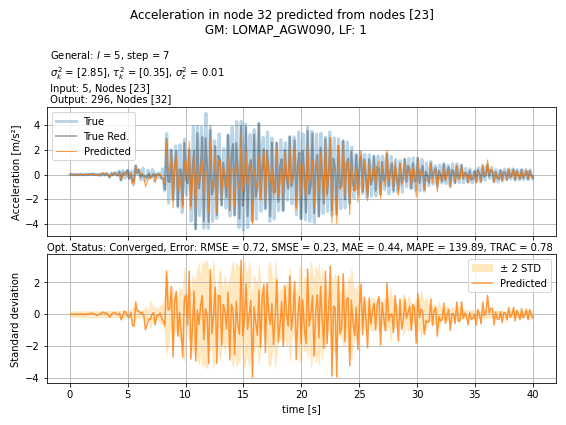 Acceleration in node 32 predicted from nodes [23]
GM: LOMAP_AGW090, LF: 1
General: l = 5, step = 7
σ²ₖ = [2.85], τ²ₖ = [0.35], σ²ε = 0.01
Input: 5, Nodes [23]
Output: 296, Nodes [32]
True
True Red.
Predicted
Acceleration [m/s²]
4
2
0
−2
−4
Opt. Status: Converged, Error: RMSE = 0.72, SMSE = 0.23, MAE = 0.44, MAPE = 139.89, TRAC = 0.78
± 2 STD
Predicted
Standard deviation
2
0
−2
−4
0 5 10 15 20 25 30 35 40
time [s]